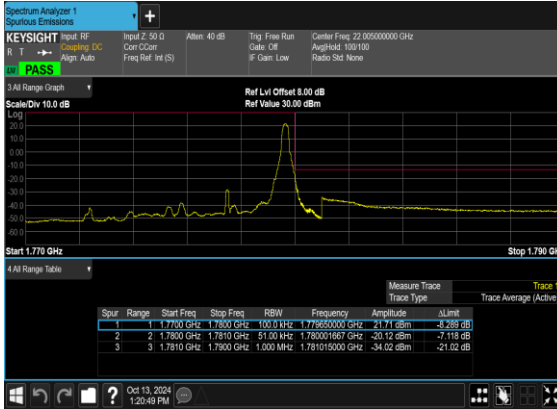 Spectrum Analyzer 1
Spurious Emissions
+
KEYSIGHT Input: RF Input Z: 50 Ω Atten: 40 dB Trig: Free Run Center Freq: 22.005000000 GHz
R T Coupling: DC Corr CCorr Gate: Off Avg|Hold: 100/100
Align: Auto Freq Ref: Int (S) IF Gain: Low Radio Std: None
PASS
3 All Range Graph Ref Lvl Offset 8.00 dB
Scale/Div 10.0 dB Ref Value 30.00 dBm
Log
20.0
10.0
0.00
-10.0
-20.0
-30.0
-40.0
-50.0
-60.0
Start 1.770 GHz Stop 1.790 GH
4 All Range Table
Measure Trace Trace 1
Trace Type Trace Average (Active
Spur Range Start Freq Stop Freq RBW Frequency Amplitude ΔLimit
1 1 1.7700 GHz 1.7800 GHz 100.0 kHz 1.779650000 GHz 21.71 dBm -8.289 dB
2 2 1.7800 GHz 1.7810 GHz 51.00 kHz 1.780001667 GHz -20.12 dBm -7.118 dB
3 3 1.7810 GHz 1.7900 GHz 1.000 MHz 1.781015000 GHz -34.02 dBm -21.02 dB
? Oct 13, 2024
1:20:49 PM